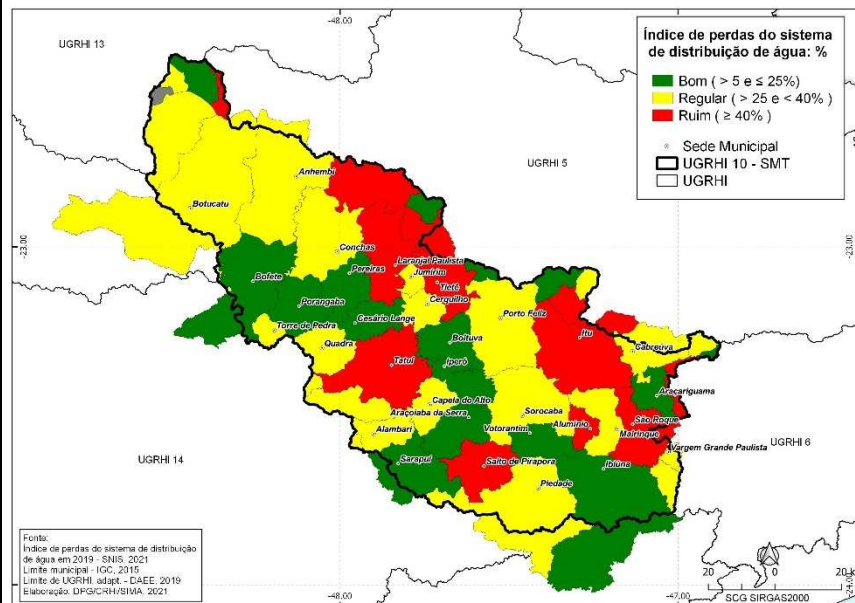 -48.00
UGRHI 13
Índice de perdas do sistema
de distribuição de água: %
Bom ( > 5 e ≤ 25%)
Regular ( > 25 e < 40% )
Ruim ( ≥ 40%)
Sede Municipal
UGRHI 10 - SMT
UGRHI
UGRHI 5
Anhembi
Botucatu
-23.00
-23.00
Conchas
Laranjal Paulista
Pereiras
Jumirim
Bofete
Tietê
Porangaba
Cerquilho
Cesário Lange
Porto Feliz
Torre de Pedra
Itu
Quadra
Boituva
Cabreúva
Tatuí
Iperó
Araçariguama
Capela do Alto
Araçoiaba da Serra
Sorocaba
São Roque
Alambari
Votorantim
Alumínio
Mairinque
Vargem Grande Paulista
UGRHI 6
UGRHI 14
Sarapuí
Salto de Pirapora
Ibiúna
Piedade
Fonte:
Índice de perdas do sistema de distribuição
de água em 2019 - SNIS, 2021
Limite municipal - IGC, 2015
Limite de UGRHI, adapt. - DAEE, 2019
Elaboração: DPG/CRH/SIMA, 2021
20 0 20 k
-48.00
-47.00
-24.00
SCG SIRGAS2000